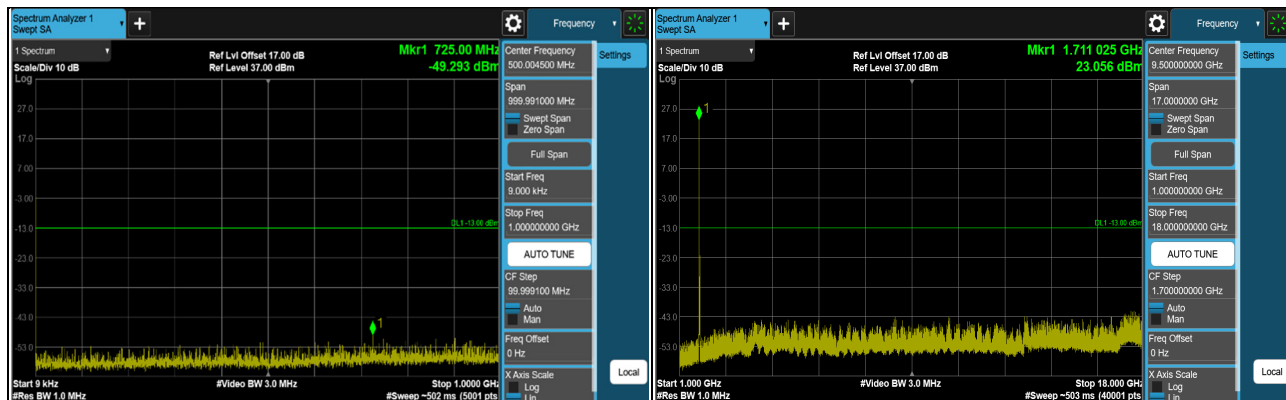 Spectrum Analyzer 1
Swept SA
+
Frequency
1 Spectrum
Scale/Div 10 dB
Log
Ref Lvl Offset 17.00 dB
Ref Level 37.00 dBm
Mkr1 725.00 MHz
-49.293 dBm
27.0
17.0
7.00
-3.00
-13.0
-23.0
-33.0
-43.0
-53.0
DL1 -13.00 dBm
1
Start 9 kHz
#Res BW 1.0 MHz
#Video BW 3.0 MHz
Stop 1.0000 GHz
#Sweep ~502 ms (5001 pts
Center Frequency
500.004500 MHz
Span
999.991000 MHz
Swept Span
Zero Span
Full Span
Start Freq
9.000 kHz
Stop Freq
1.000000000 GHz
AUTO TUNE
CF Step
99.999100 MHz
Auto
Man
Freq Offset
0 Hz
X Axis Scale
Log
Lin
Settings
Local
Spectrum Analyzer 1
Swept SA
+
Frequency
1 Spectrum
Scale/Div 10 dB
Log
Ref Lvl Offset 17.00 dB
Ref Level 37.00 dBm
Mkr1 1.711 025 GHz
23.056 dBm
27.0
17.0
7.00
-3.00
-13.0
-23.0
-33.0
-43.0
-53.0
DL1 -13.00 dBm
1
Start 1.000 GHz
#Res BW 1.0 MHz
#Video BW 3.0 MHz
Stop 18.000 GHz
#Sweep ~503 ms (40001 pts
Center Frequency
9.500000000 GHz
Span
17.0000000 GHz
Swept Span
Zero Span
Full Span
Start Freq
1.000000000 GHz
Stop Freq
18.000000000 GHz
AUTO TUNE
CF Step
1.700000000 GHz
Auto
Man
Freq Offset
0 Hz
X Axis Scale
Log
Lin
Settings
Local